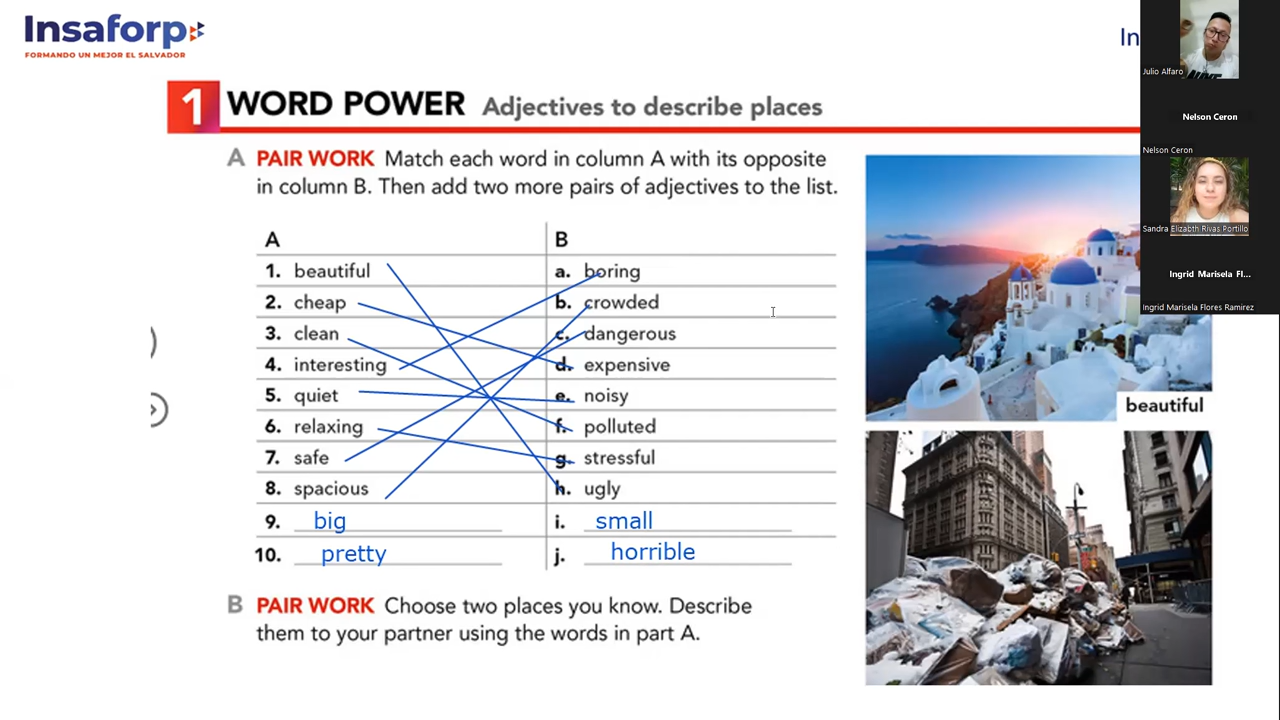 Insaforp
FORMANDO UN MEJOR EL SALVADOR
In
1 WORD POWER Adjectives to describe places
A PAIR WORK Match each word in column A with its opposite
in column B. Then add two more pairs of adjectives to the list.
A B
1. beautiful a. boring
2. cheap b. crowded
3. clean c. dangerous
4. interesting d. expensive
5. quiet e. noisy
6. relaxing f. polluted
7. safe g. stressful
8. spacious h. ugly
9. big i. small
10. pretty j. horrible
B PAIR WORK Choose two places you know. Describe
them to your partner using the words in part A.
beautiful
Julio Alfaro
Nelson Ceron
Nelson Ceron
Sandra Elizabth Rivas Portillo
Ingrid Marisela Fl...
Ingrid Marisela Flores Ramirez